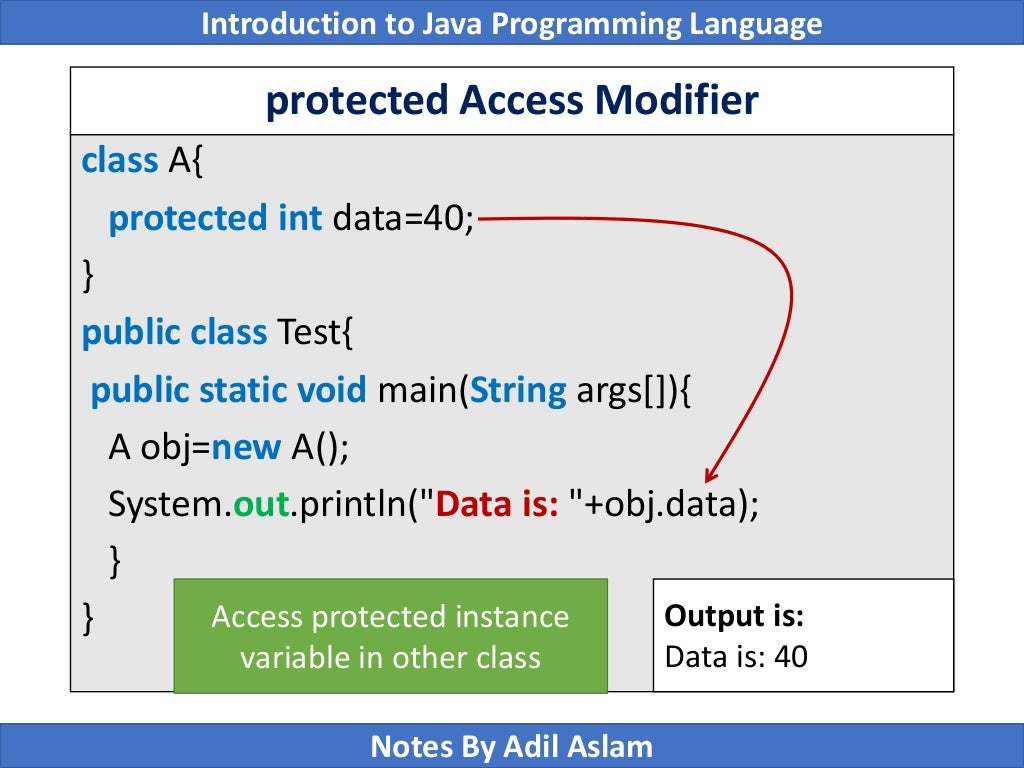 Introduction to Java Programming Language
protected Access Modifier
class A{
protected int data=40;
}
public class Test{
public static void main(String args[]){
A obj=new A();
System.out.println("Data is: "+obj.data);
}
}
Access protected instance
variable in other class
Output is:
Data is: 40
Notes By Adil Aslam